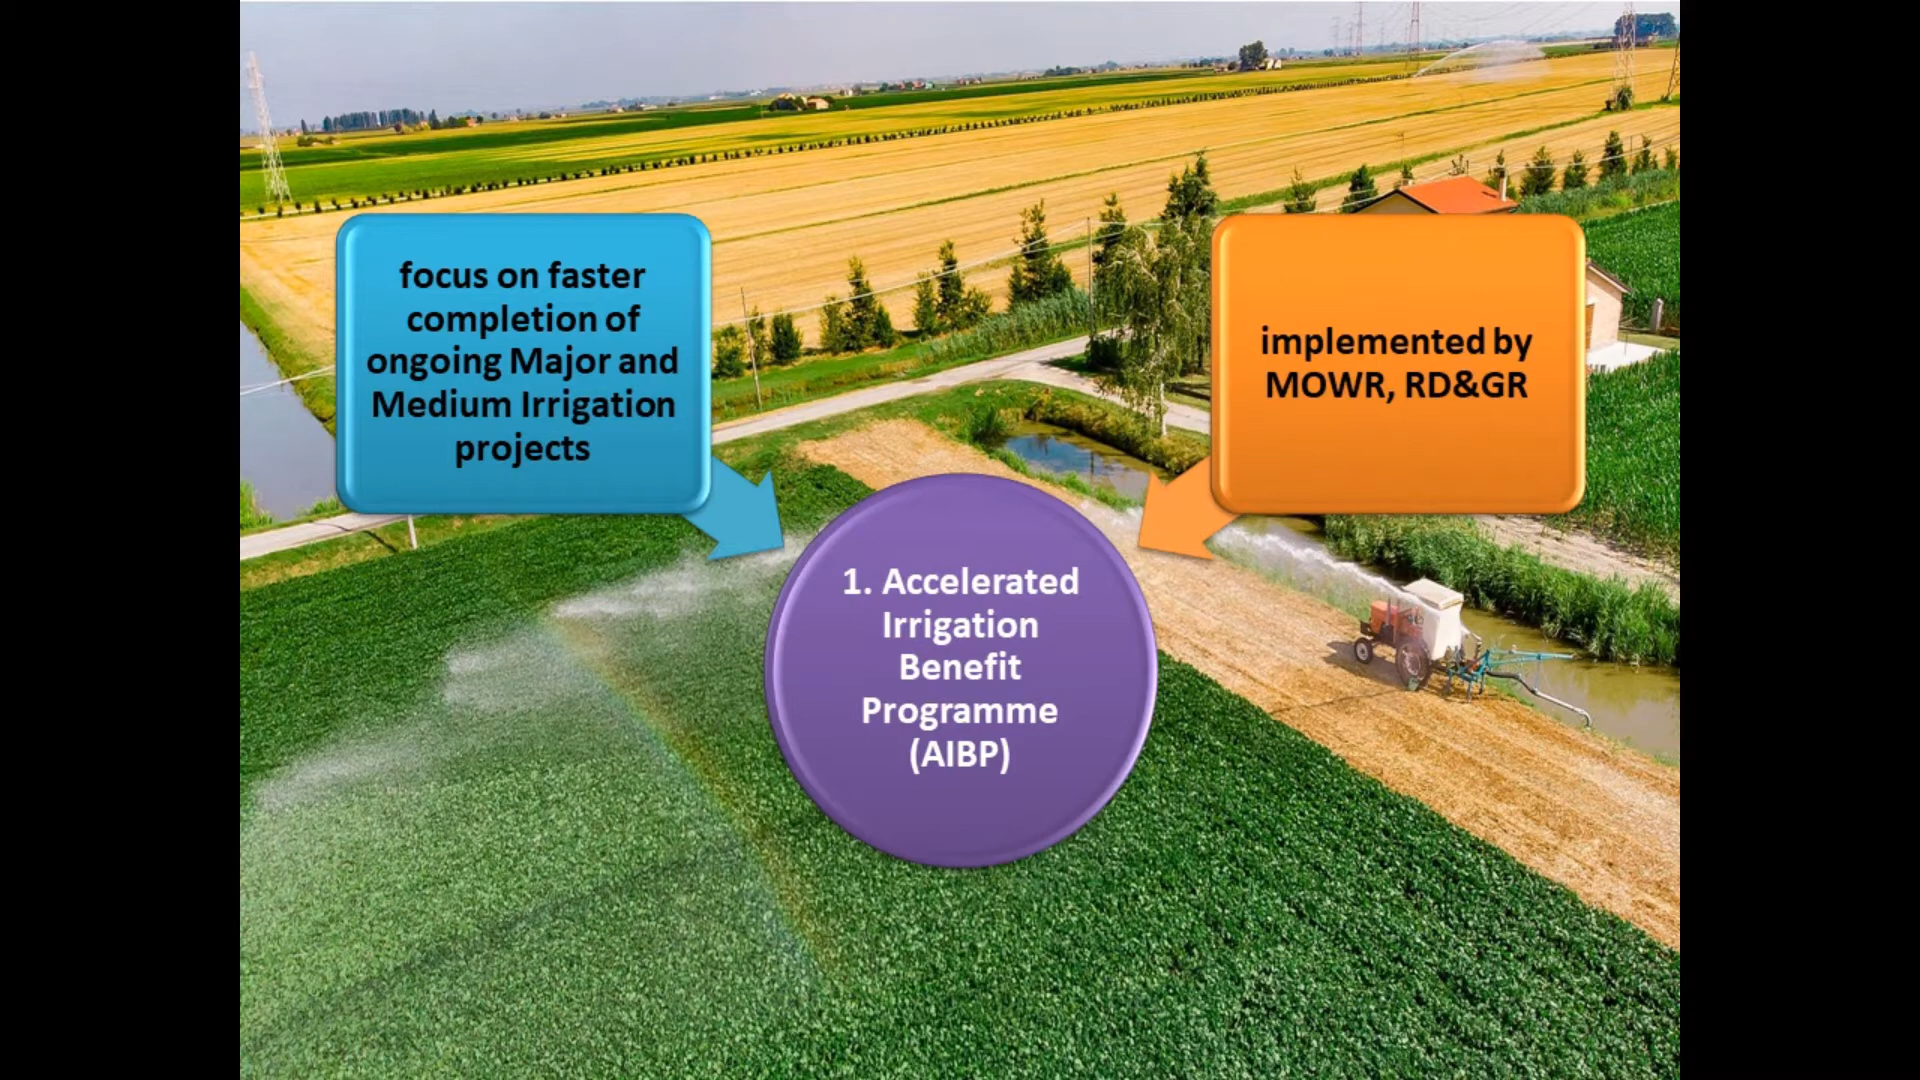 focus on faster
completion of
ongoing Major and
Medium Irrigation
projects
implemented by
MOWR, RD&GR
1. Accelerated
Irrigation
Benefit
Programme
(AIBP)